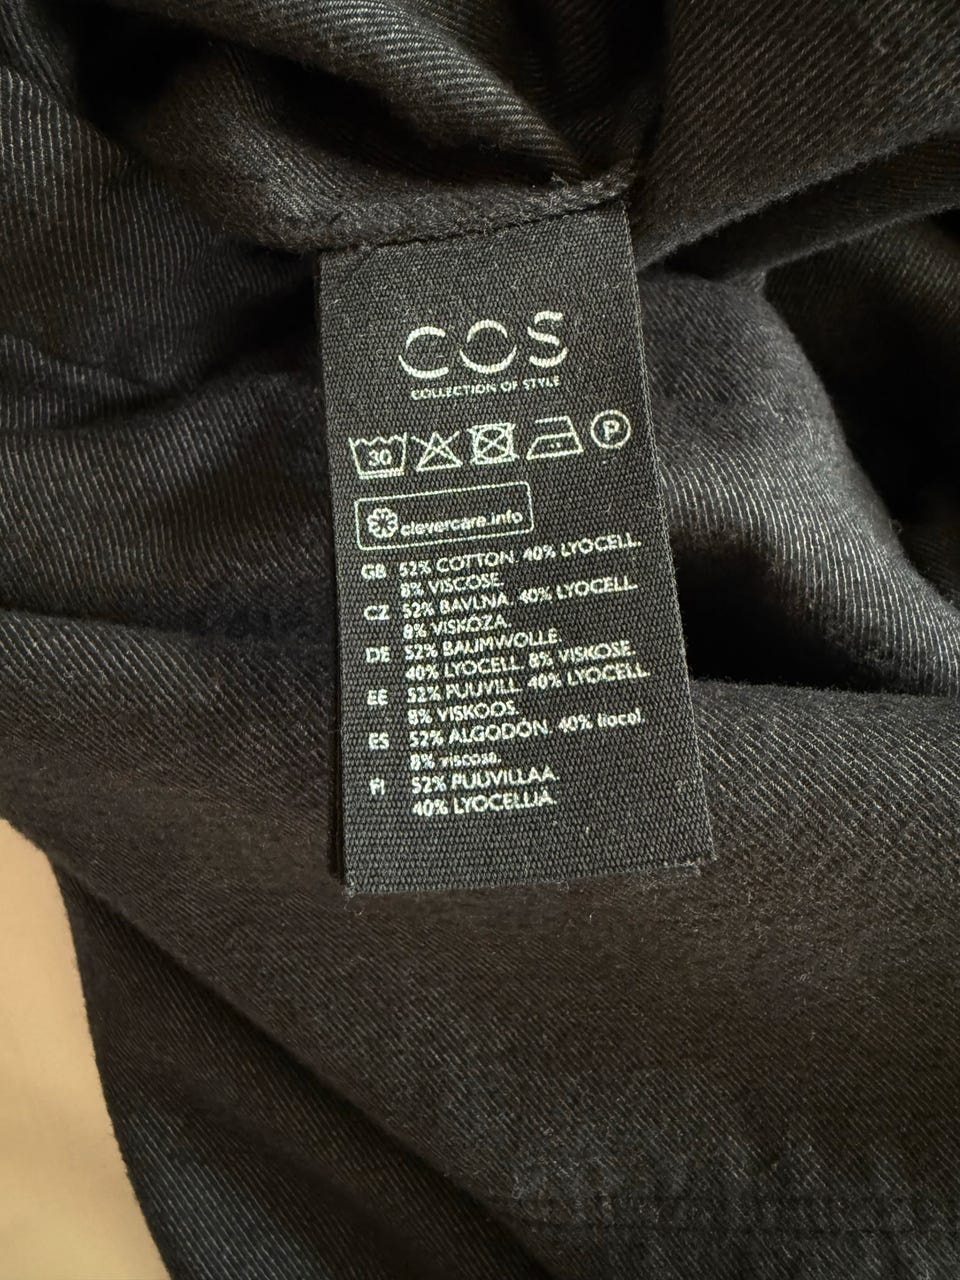 COS
COLLECTION OF STYLE
30
P
clevercare.info
GB 52% COTTON. 40% LYOCELL.
8% VISCOSE.
CZ 52% BAVLNA. 40% LYOCELL.
8% VISKOZA
DE 52% BAUMWOLLE.
40% LYOCELL. 8% VISKOSE.
EE 52% PUUVILL. 40% LYOCELL
8% VISKOOS.
ES 52% ALGODÓN. 40% liocel.
8% viscosa.
FI 52% PUUVILLAA
40% LYOCELLIA